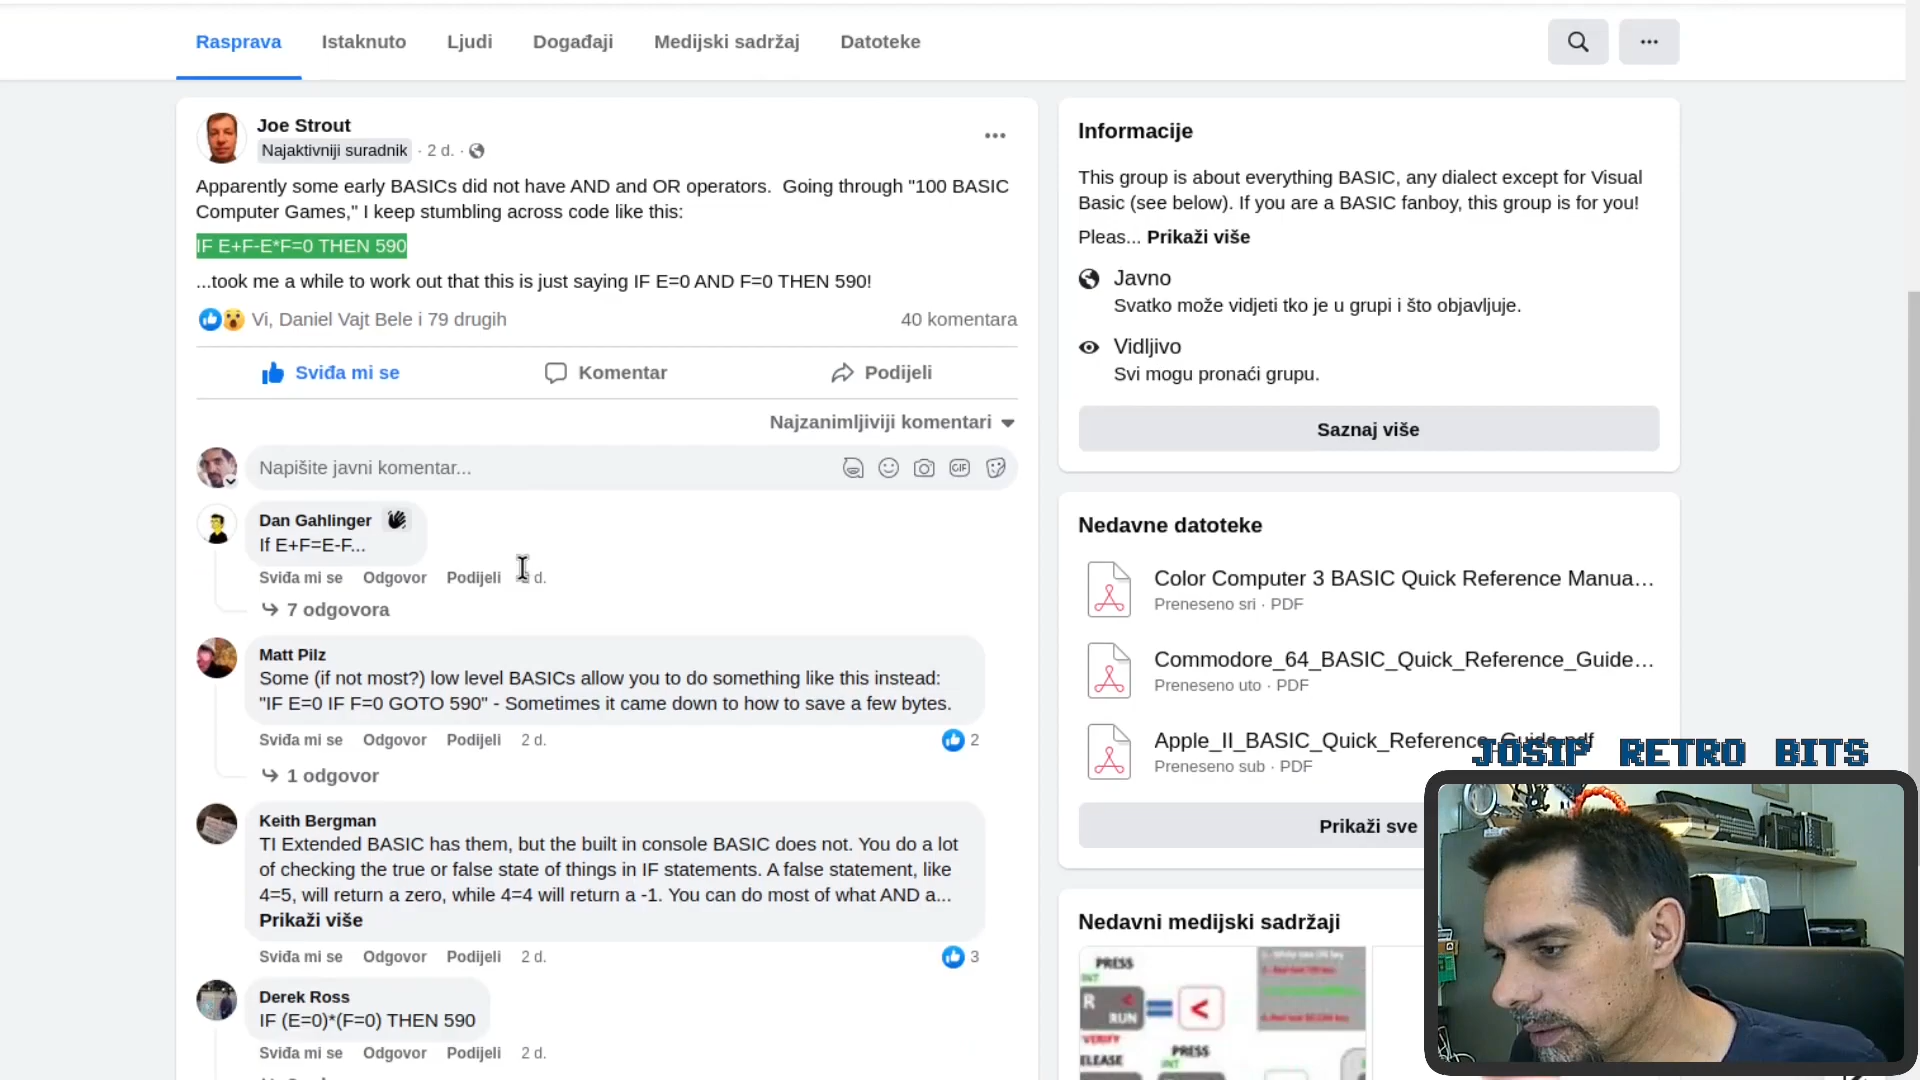 Rasprava
Istaknuto
Ljudi
Događaji
Medijski sadržaj
Datoteke
Joe Strout
Najaktivniji suradnik · 2 d. ·
Apparently some early BASICs did not have AND and OR operators.  Going through "100 BASIC
Computer Games," I keep stumbling across code like this:
IF E+F-E*F=0 THEN 590
...took me a while to work out that this is just saying IF E=0 AND F=0 THEN 590!
Vi, Daniel Vajt Bele i 79 drugih
40 komentara
Sviđa mi se
Komentar
Podijeli
Najzanimljiviji komentari
Napišite javni komentar...
GIF
Dan Gahlinger
If E+F=E-F...
Sviđa mi se Odgovor Podijeli d.
7 odgovora
Matt Pilz
Some (if not most?) low level BASICs allow you to do something like this instead:
"IF E=0 IF F=0 GOTO 590" - Sometimes it came down to how to save a few bytes.
Sviđa mi se Odgovor Podijeli 2 d.
2
1 odgovor
Keith Bergman
TI Extended BASIC has them, but the built in console BASIC does not. You do a lot
of checking the true or false state of things in IF statements. A false statement, like
4=5, will return a zero, while 4=4 will return a -1. You can do most of what AND a...
Prikaži više
Sviđa mi se Odgovor Podijeli 2 d.
3
Derek Ross
IF (E=0)*(F=0) THEN 590
Sviđa mi se Odgovor Podijeli 2 d.
Informacije
This group is about everything BASIC, any dialect except for Visual
Basic (see below). If you are a BASIC fanboy, this group is for you!
Pleas... Prikaži više
Javno
Svatko može vidjeti tko je u grupi i što objavljuje.
Vidljivo
Svi mogu pronaći grupu.
Saznaj više
Nedavne datoteke
Color Computer 3 BASIC Quick Reference Manua...
Preneseno sri · PDF
Commodore_64_BASIC_Quick_Reference_Guide...
Preneseno uto · PDF
Apple_II_BASIC_Quick_Reference_Guide.pdf
Preneseno sub · PDF
JOSIP RETRO BITS
Prikaži sve
Nedavni medijski sadržaji
PRESS
INT
R < = <
RUN
VERIFY
ELEASE
PRESS
INT